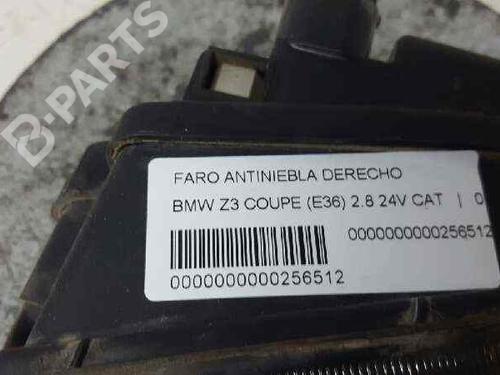 B-PARTS
FARO ANTINIEBLA DERECHO
BMW Z3 COUPE (E36) 2.8 24V CAT | 0
0000000000256512
0000000000256512